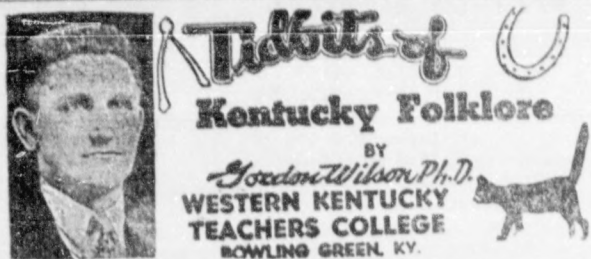 Tidbits of
Kentucky Folklore
BY
Gordon Wilson, Ph.D.
WESTERN KENTUCKY
TEACHERS COLLEGE
BOWLING GREEN, KY.